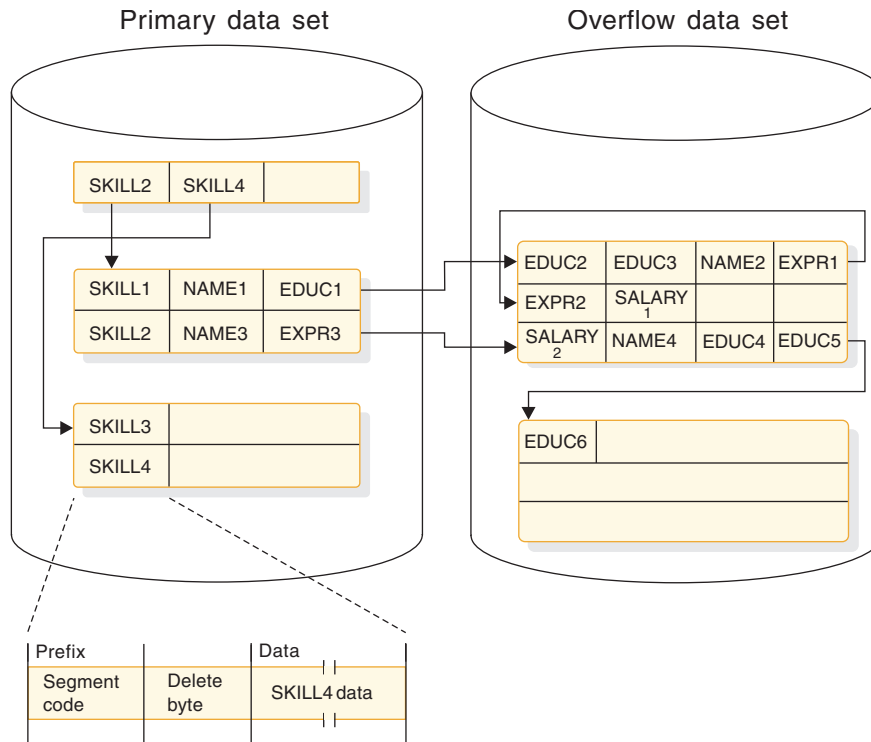 Primary data set
Overflow data set
SKILL2 SKILL4
SKILL1 NAME1 EDUC1
SKILL2 NAME3 EXPR3
SKILL3
SKILL4
EDUC2 EDUC3 NAME2 EXPR1
EXPR2 SALARY
1
SALARY
2
NAME4 EDUC4 EDUC5
EDUC6
Prefix Data
Segment
code
Delete
byte
SKILL4 data